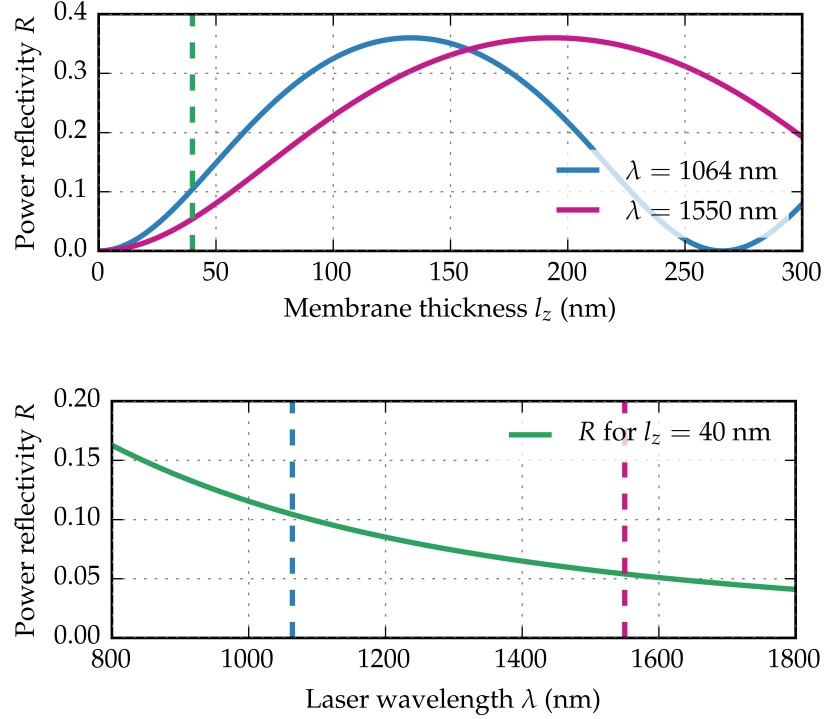 Power reflectivity R
0.4
0.3
0.2
0.1
0.0
λ = 1064 nm
λ = 1550 nm
0 50 100 150 200 250 300
Membrane thickness l_z (nm)
Power reflectivity R
0.20
0.15
0.10
0.05
0.00
R for l_z = 40 nm
800 1000 1200 1400 1600 1800
Laser wavelength λ (nm)